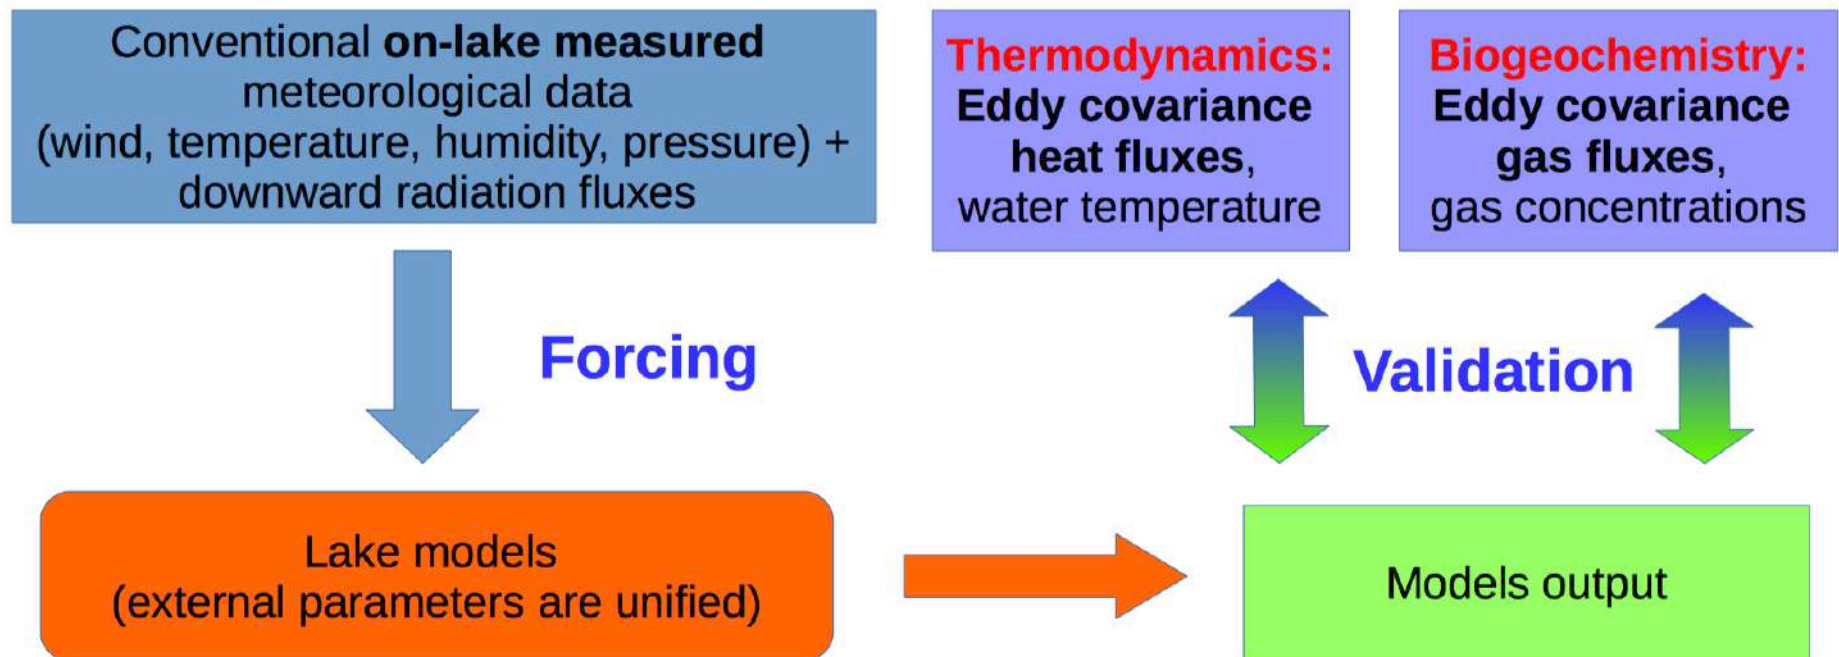 Conventional on-lake measured
meteorological data
(wind, temperature, humidity, pressure) +
downward radiation fluxes
Thermodynamics:
Eddy covariance
heat fluxes,
water temperature
Biogeochemistry:
Eddy covariance
gas fluxes,
gas concentrations
Forcing
Validation
Lake models
(external parameters are unified)
Models output